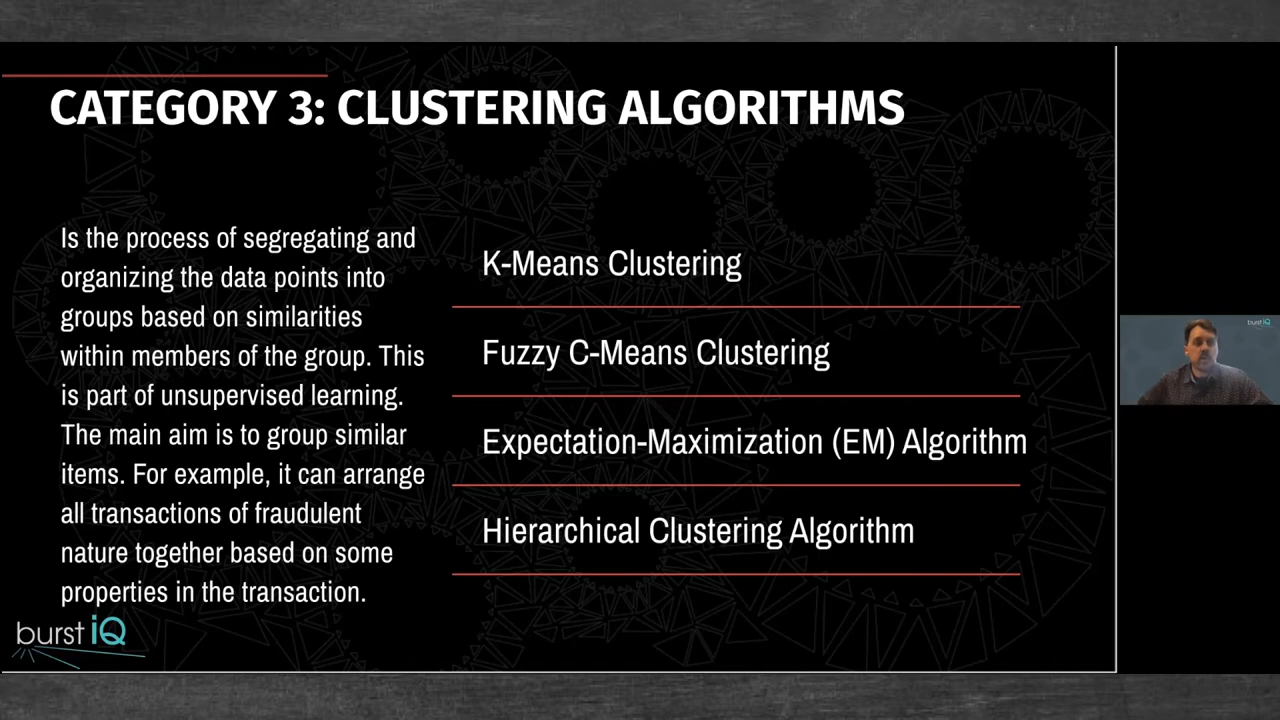 CATEGORY 3: CLUSTERING ALGORITHMS
Is the process of segregating and
organizing the data points into
groups based on similarities
within members of the group. This
is part of unsupervised learning.
The main aim is to group similar
items. For example, it can arrange
all transactions of fraudulent
nature together based on some
properties in the transaction.
K-Means Clustering
Fuzzy C-Means Clustering
Expectation-Maximization (EM) Algorithm
Hierarchical Clustering Algorithm
burst iQ
burst iQ